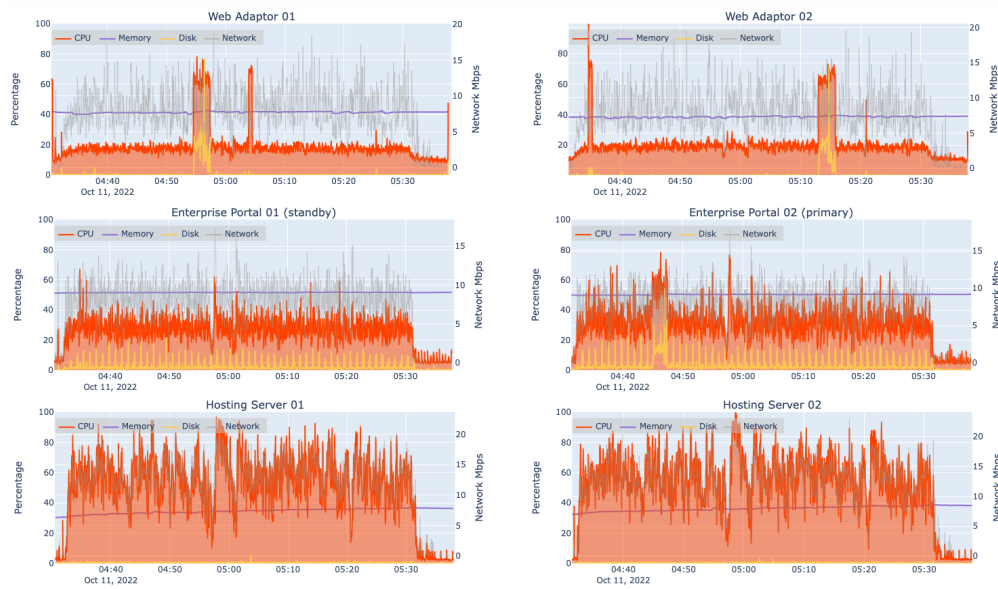 Web Adaptor 01
CPU Memory Disk Network
Percentage
100
80
60
40
20
0
20
15
10
5
0
Network Mbps
04:40 04:50 05:00 05:10 05:20 05:30
Oct 11, 2022
Web Adaptor 02
CPU Memory Disk Network
Percentage
100
80
60
40
20
0
20
15
10
5
0
Network Mbps
04:40 04:50 05:00 05:10 05:20 05:30
Oct 11, 2022
Enterprise Portal 01 (standby)
CPU Memory Disk Network
Percentage
100
80
60
40
20
0
15
10
5
0
Network Mbps
04:40 04:50 05:00 05:10 05:20 05:30
Oct 11, 2022
Enterprise Portal 02 (primary)
CPU Memory Disk Network
Percentage
100
80
60
40
20
0
15
10
5
0
Network Mbps
04:40 04:50 05:00 05:10 05:20 05:30
Oct 11, 2022
Hosting Server 01
CPU Memory Disk Network
Percentage
100
80
60
40
20
0
20
15
10
5
0
Network Mbps
04:40 04:50 05:00 05:10 05:20 05:30
Oct 11, 2022
Hosting Server 02
CPU Memory Disk Network
Percentage
100
80
60
40
20
0
20
15
10
5
0
Network Mbps
04:40 04:50 05:00 05:10 05:20 05:30
Oct 11, 2022